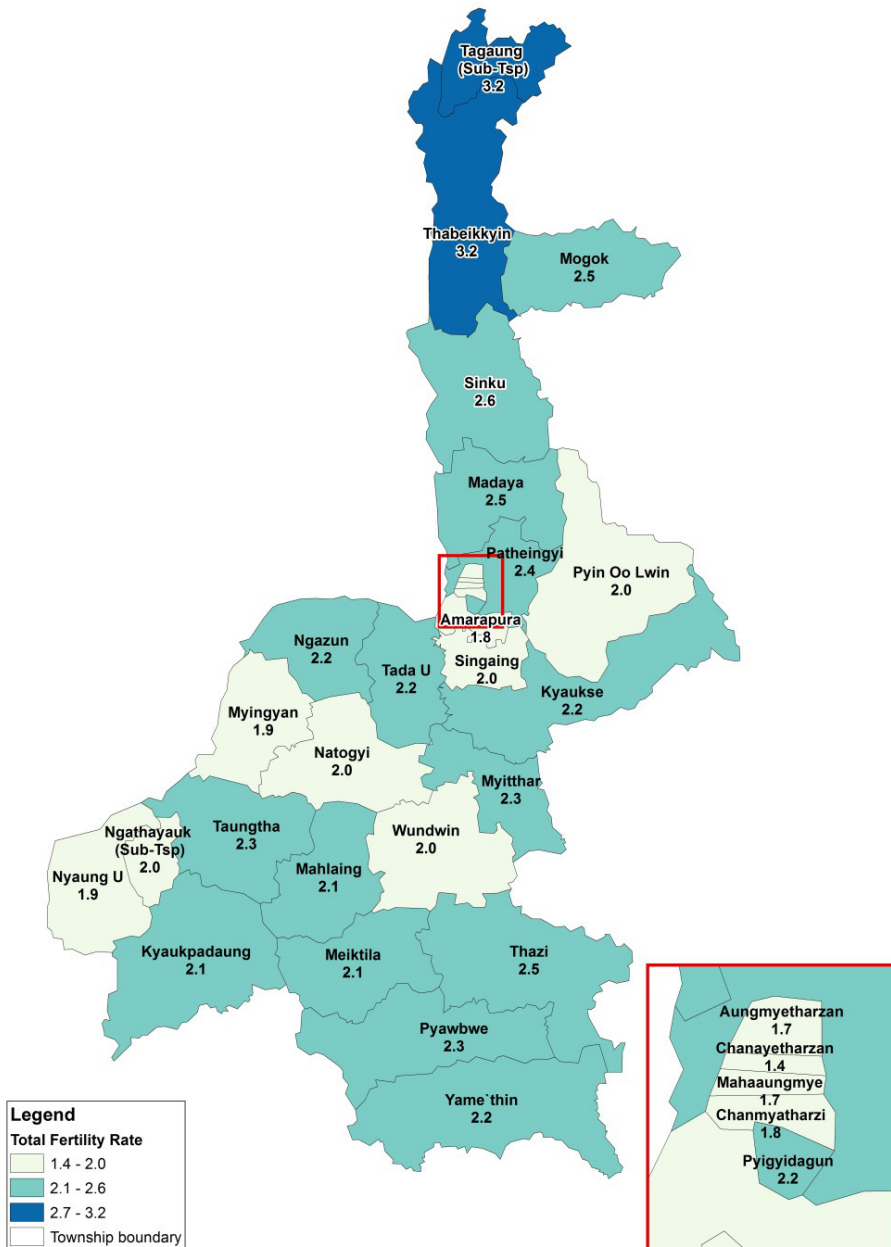 Tagaung
(Sub-Tsp)
3.2
Thabeikkyin
3.2
Mogok
2.5
Sinku
2.6
Madaya
2.5
Patheingyi
2.4
Pyin Oo Lwin
2.0
Amarapura
1.8
Ngazun
2.2
Tada U
2.2
Singaing
2.0
Kyaukse
2.2
Myingyan
1.9
Natogyi
2.0
Myitthar
2.3
Ngathayauk
(Sub-Tsp)
2.0
Taungtha
2.3
Wundwin
2.0
Nyaung U
1.9
Mahlaing
2.1
Kyaukpadaung
2.1
Meiktila
2.1
Thazi
2.5
Pyawbwe
2.3
Yame`thin
2.2
Aungmyetharzan
1.7
Chanayetharzan
1.4
Mahaaungmye
1.7
Chanmyatharzi
1.8
Pyigyidagun
2.2
Legend
Total Fertility Rate
1.4 - 2.0
2.1 - 2.6
2.7 - 3.2
Township boundary